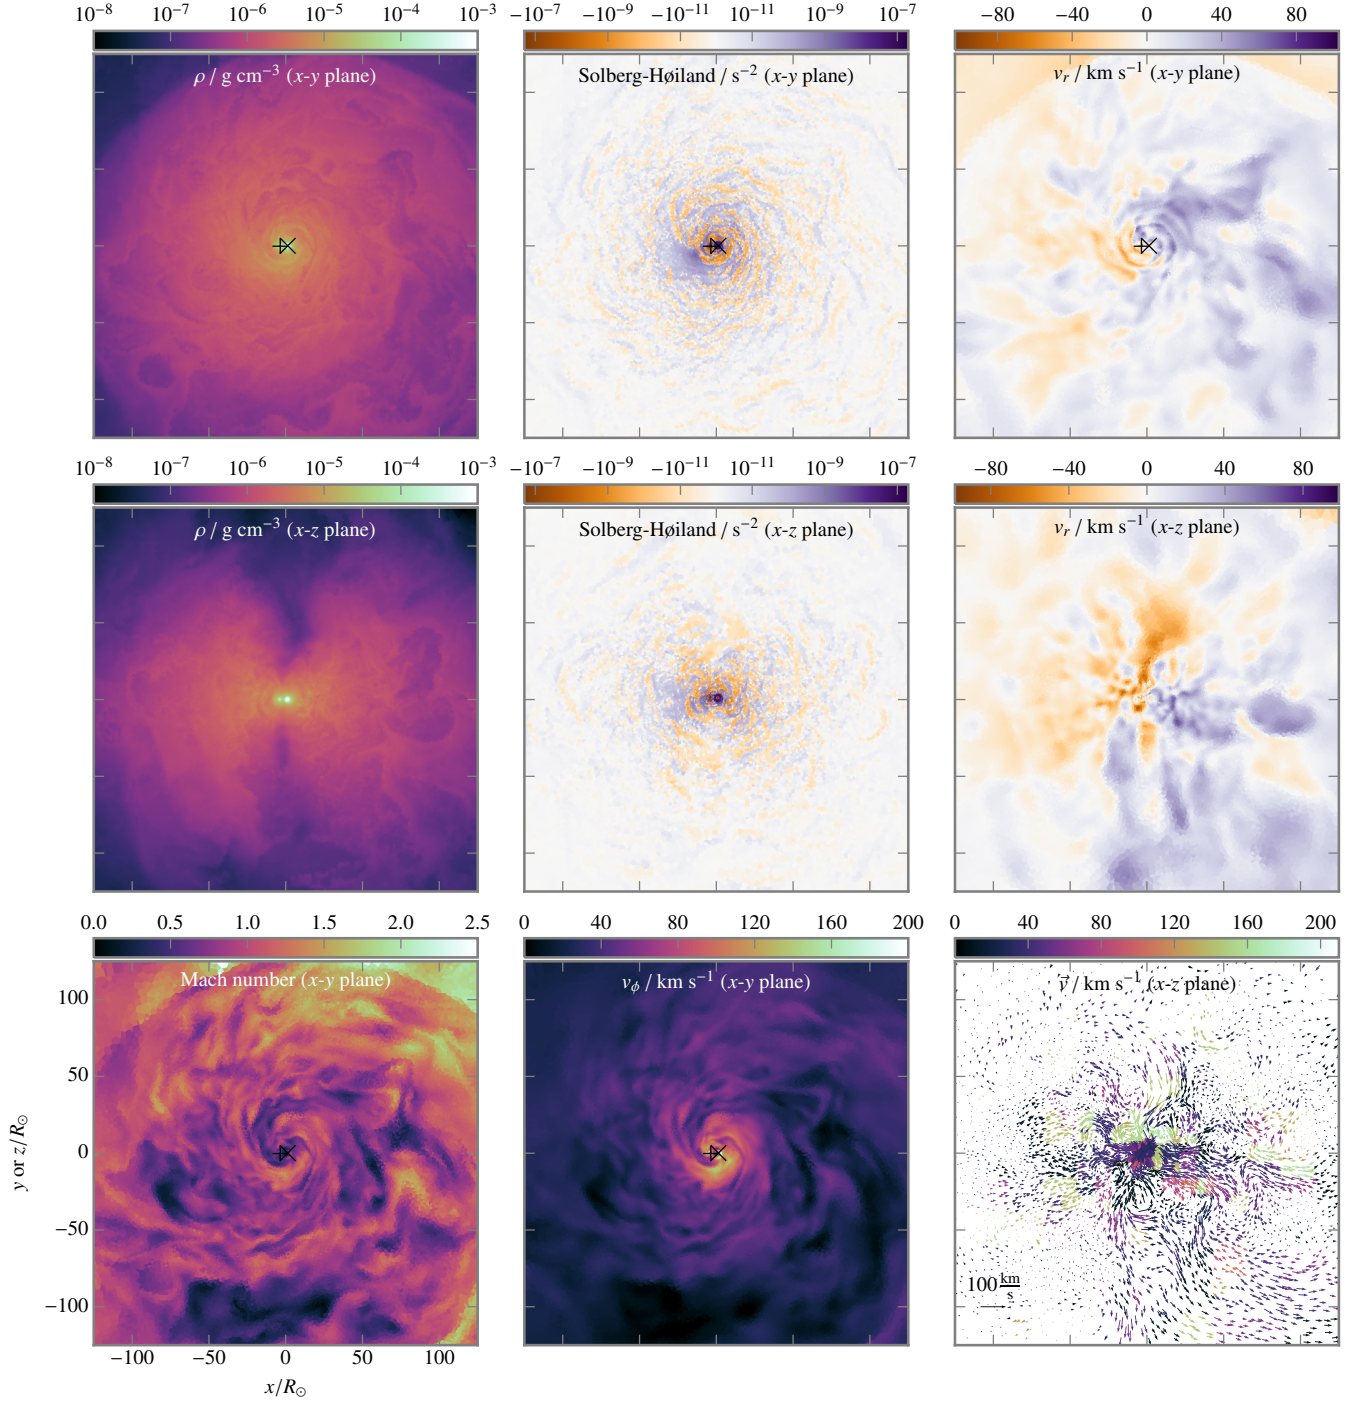 10⁻⁸ 10⁻⁷ 10⁻⁶ 10⁻⁵ 10⁻⁴ 10⁻³
ρ / g cm⁻³ (x-y plane)
−10⁻⁷ −10⁻⁹ −10⁻¹¹ 10⁻¹¹ 10⁻⁹ 10⁻⁷
Solberg-Høiland / s⁻² (x-y plane)
−80 −40 0 40 80
vᵣ / km s⁻¹ (x-y plane)
10⁻⁸ 10⁻⁷ 10⁻⁶ 10⁻⁵ 10⁻⁴ 10⁻³
ρ / g cm⁻³ (x-z plane)
−10⁻⁷ −10⁻⁹ −10⁻¹¹ 10⁻¹¹ 10⁻⁹ 10⁻⁷
Solberg-Høiland / s⁻² (x-z plane)
−80 −40 0 40 80
vᵣ / km s⁻¹ (x-z plane)
0.0 0.5 1.0 1.5 2.0 2.5
Mach number (x-y plane)
100
50
0
−50
−100
y or z/R☉
−100 −50 0 50 100
x/R☉
0 40 80 120 160 200
v_ϕ / km s⁻¹ (x-y plane)
0 40 80 120 160 200
v⃗ / km s⁻¹ (x-z plane)
100 km/s